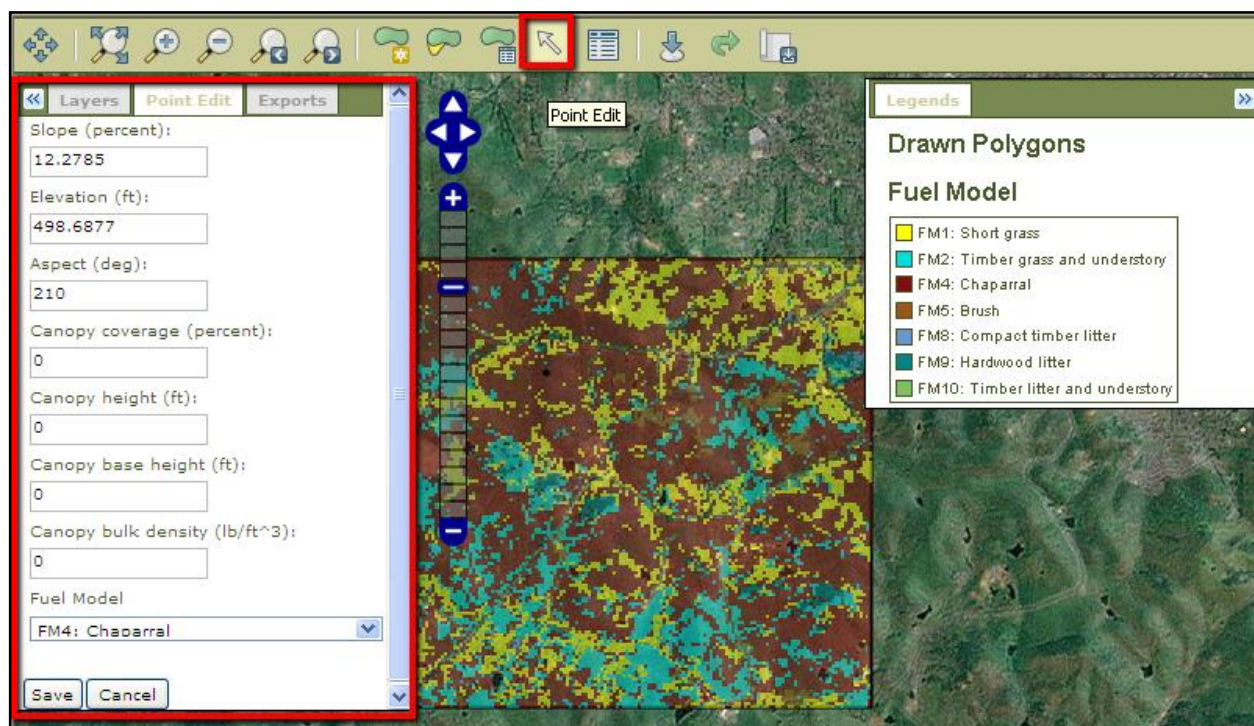 Layers Point Edit Exports
Slope (percent):
12.2785
Elevation (ft):
498.6877
Aspect (deg):
210
Canopy coverage (percent):
0
Canopy height (ft):
0
Canopy base height (ft):
0
Canopy bulk density (lb/ft^3):
0
Fuel Model
FM4: Chaparral
Save Cancel
Point Edit
Legends
Drawn Polygons
Fuel Model
FM1: Short grass
FM2: Timber grass and understory
FM4: Chaparral
FM5: Brush
FM8: Compact timber litter
FM9: Hardwood litter
FM10: Timber litter and understory